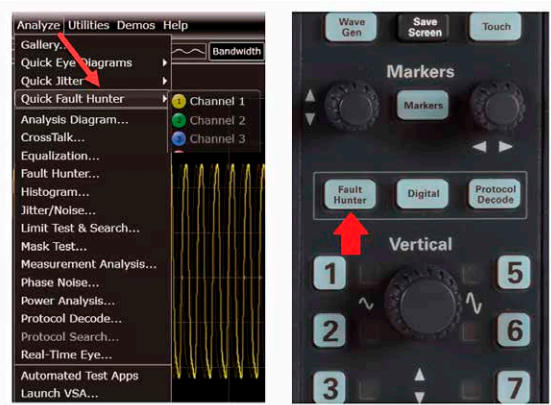 Analyze Utilities Demos Help
Gallery...
Quick Eye Diagrams
Bandwidth
Quick Jitter
Quick Fault Hunter
1 Channel 1
2 Channel 2
3 Channel 3
Analysis Diagram...
CrossTalk...
Equalization...
Fault Hunter...
Histogram...
Jitter/Noise...
Limit Test & Search...
Mask Test...
Measurement Analysis...
Phase Noise...
Power Analysis...
Protocol Decode...
Protocol Search...
Real-Time Eye...
Automated Test Apps
Launch VSA...
Wave
Gen
Save
Screen
Touch
Markers
Markers
Fault
Hunter
Digital
Protocol
Decode
Vertical
1
5
2
6
3
7